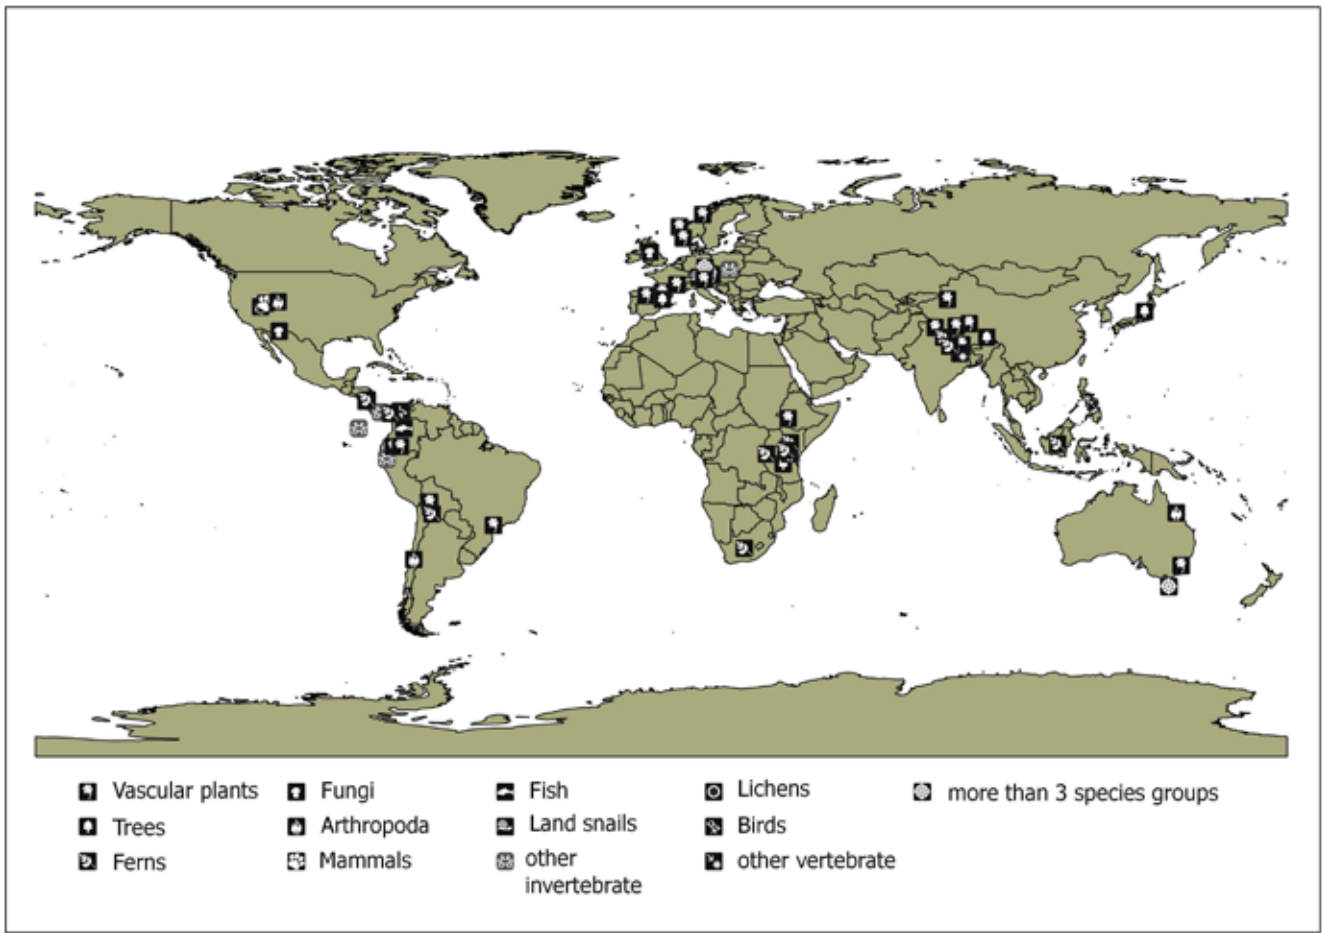 Vascular plants
Fungi
Fish
Lichens
more than 3 species groups
Trees
Arthropoda
Land snails
Birds
Ferns
Mammals
other
invertebrate
other vertebrate